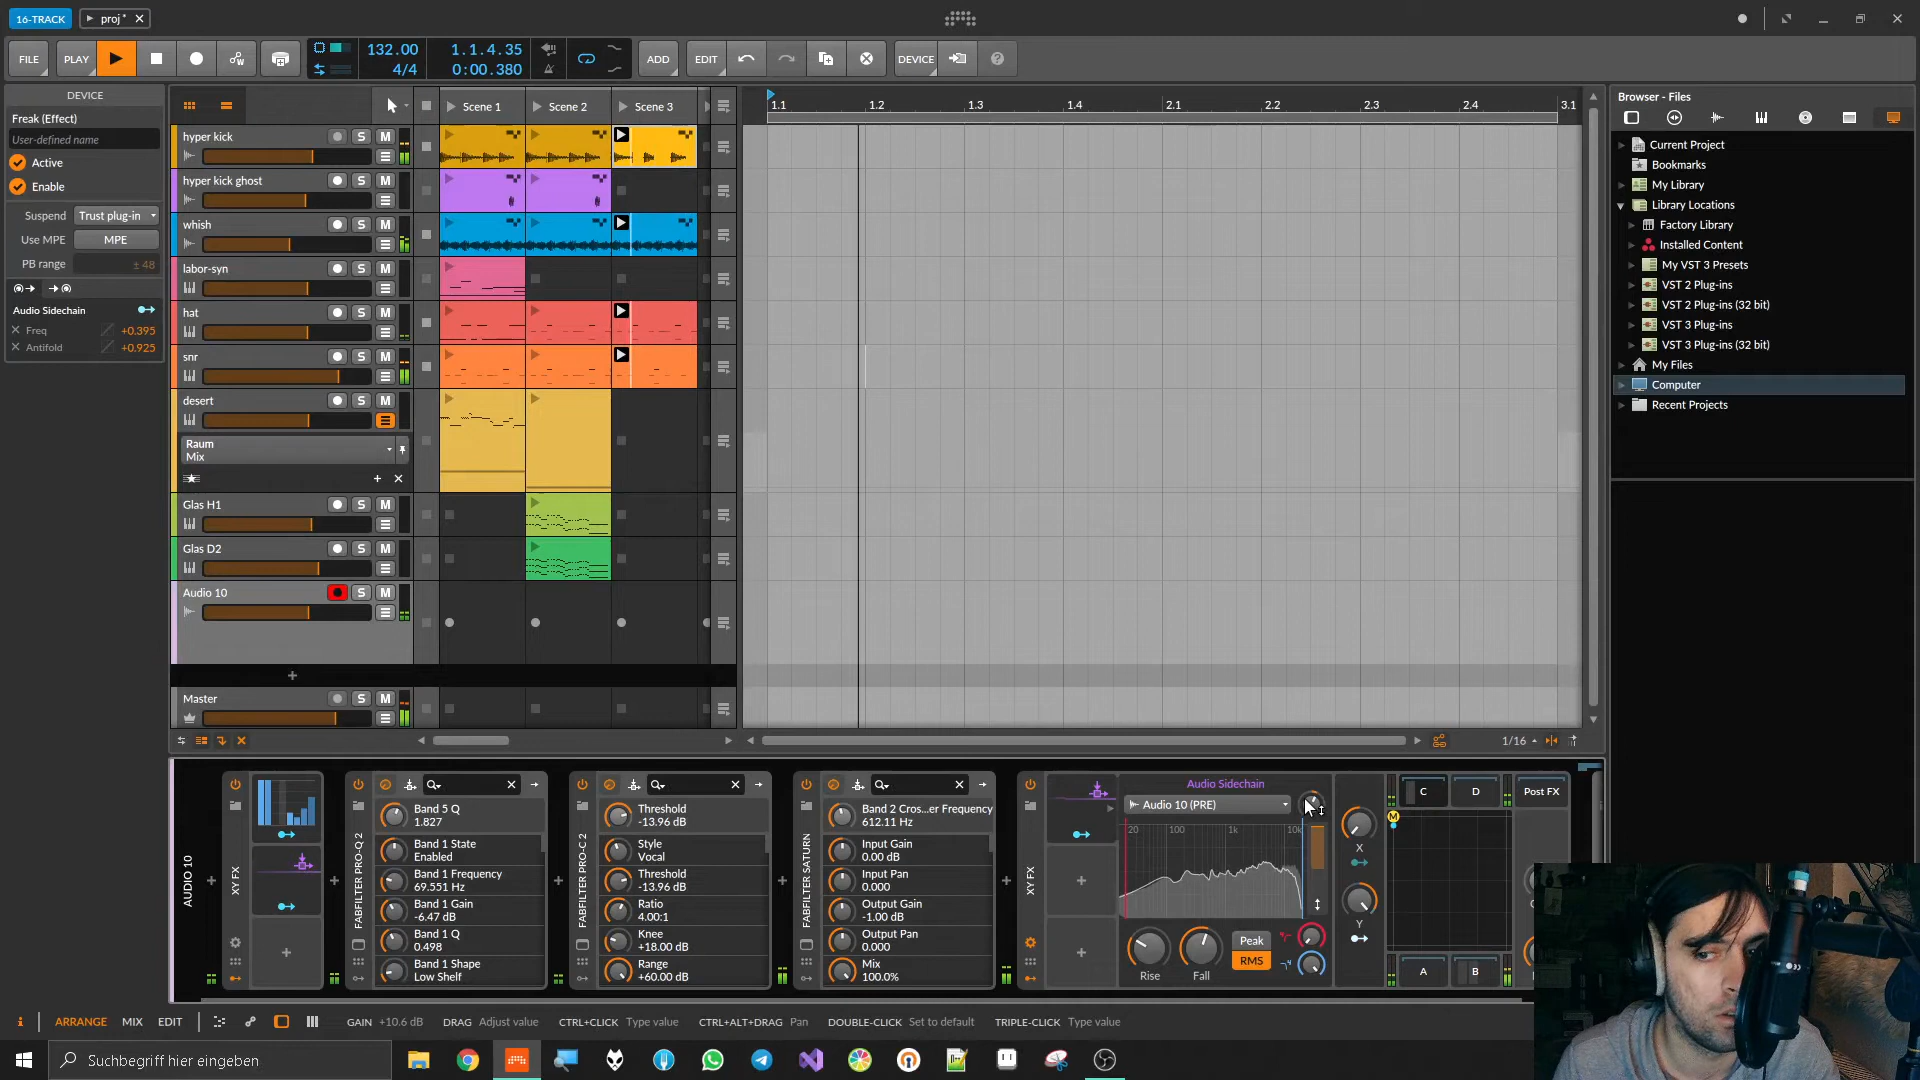 16-TRACK
proj*
FILE
PLAY
132.00
4/4
1.1.4.35
0:00.380
ADD
EDIT
DEVICE
DEVICE
Freak (Effect)
User-defined name
Active
Enable
Suspend
Trust plug-in
Use MPE
MPE
PB range
± 48
Audio Sidechain
Freq
+0.395
Antifold
+0.925
Scene 1
Scene 2
Scene 3
hyper kick
S
M
hyper kick ghost
S
M
whish
S
M
labor-syn
S
M
hat
S
M
snr
S
M
desert
S
M
Raum
Mix
Glas H1
S
M
Glas D2
S
M
Audio 10
S
M
Master
S
M
1.1
1.2
1.3
1.4
2.1
2.2
2.3
2.4
3.1
1/16
Browser - Files
Current Project
Bookmarks
My Library
Library Locations
Factory Library
Installed Content
My VST 3 Presets
VST 2 Plug-ins
VST 2 Plug-ins (32 bit)
VST 3 Plug-ins
VST 3 Plug-ins (32 bit)
My Files
Computer
Recent Projects
AUDIO 10
XY FX
FABFILTER PRO-Q 2
Band 5 Q
1.827
Band 1 State
Enabled
Band 1 Frequency
69.551 Hz
Band 1 Gain
-6.47 dB
Band 1 Q
0.498
Band 1 Shape
Low Shelf
FABFILTER PRO-C 2
Threshold
-13.96 dB
Style
Vocal
Threshold
-13.96 dB
Ratio
4.00:1
Knee
+18.00 dB
Range
+60.00 dB
FABFILTER SATURN
Band 2 Cros...er Frequency
612.11 Hz
Input Gain
0.00 dB
Input Pan
0.000
Output Gain
-1.00 dB
Output Pan
0.000
Mix
100.0%
XY FX
Audio Sidechain
Audio 10 (PRE)
20
100
1k
10k
Rise
Fall
Peak
RMS
X
Y
M
C
D
A
B
Post FX
ARRANGE
MIX
EDIT
GAIN
+10.6 dB
DRAG
Adjust value
CTRL+CLICK
Type value
CTRL+ALT+DRAG
Pan
DOUBLE-CLICK
Set to default
TRIPLE-CLICK
Type value
Suchbegriff hier eingeben